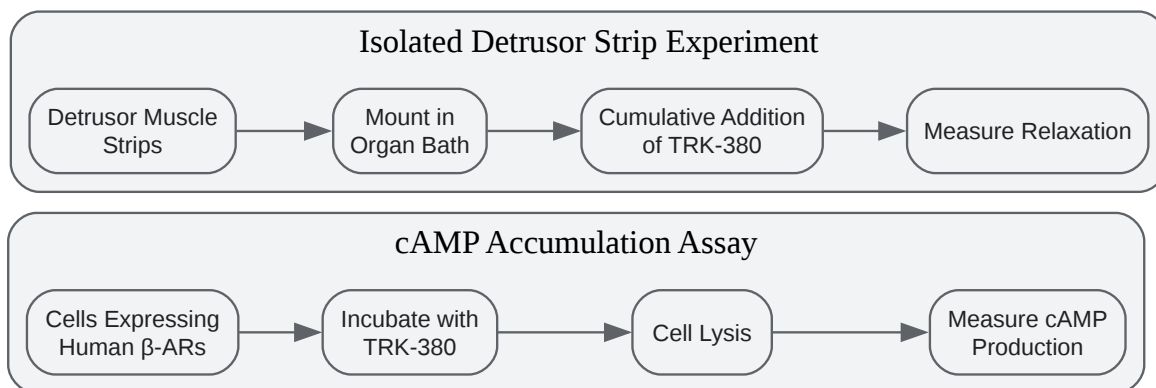 Isolated Detrusor Strip Experiment
Detrusor Muscle
Strips
Mount in
Organ Bath
Cumulative Addition
of TRK-380
Measure Relaxation
cAMP Accumulation Assay
Cells Expressing
Human β-ARs
Incubate with
TRK-380
Cell Lysis
Measure cAMP
Production